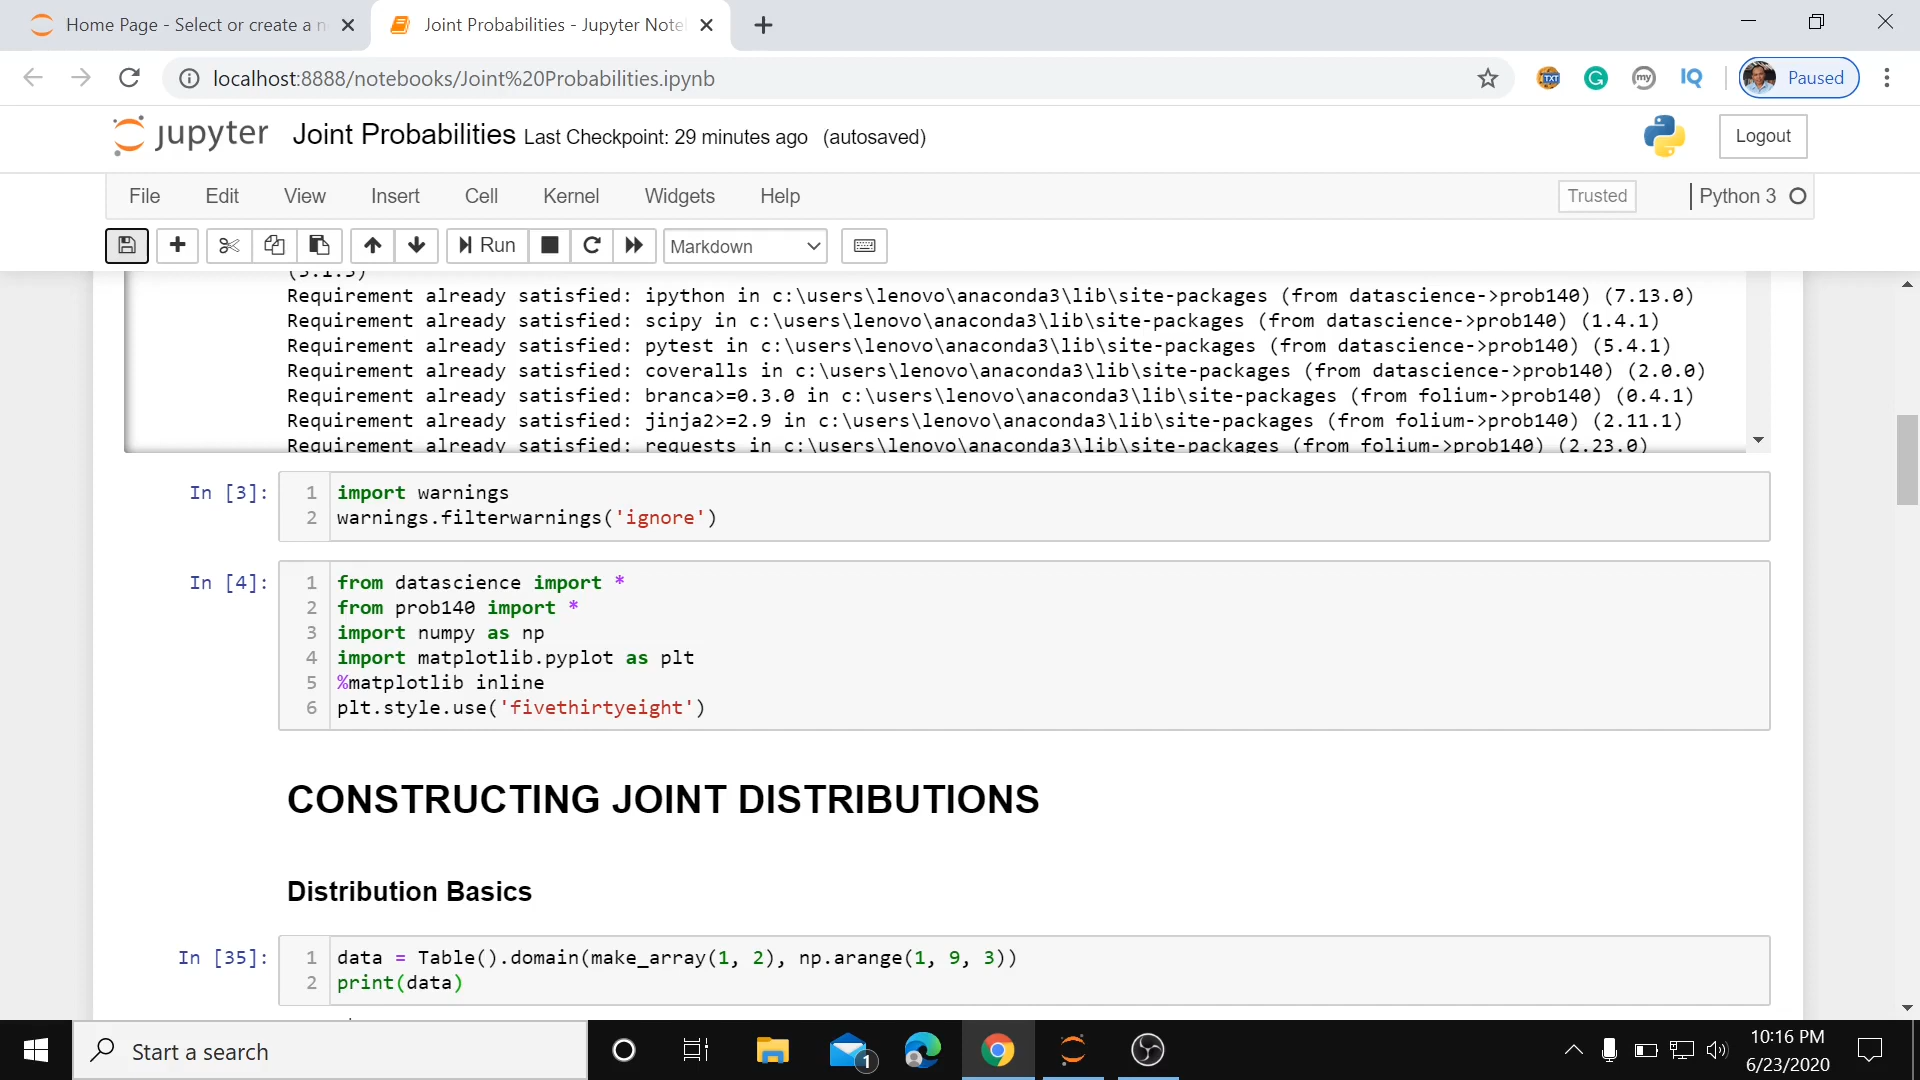 Home Page - Select or create a n
Joint Probabilities - Jupyter Note
localhost:8888/notebooks/Joint%20Probabilities.ipynb
TXT
my
IQ
Paused
jupyter
Joint Probabilities Last Checkpoint: 29 minutes ago (autosaved)
Logout
File Edit View Insert Cell Kernel Widgets Help
Trusted
Python 3
Run
Markdown
(3.1.3)
Requirement already satisfied: ipython in c:\users\lenovo\anaconda3\lib\site-packages (from datascience->prob140) (7.13.0)
Requirement already satisfied: scipy in c:\users\lenovo\anaconda3\lib\site-packages (from datascience->prob140) (1.4.1)
Requirement already satisfied: pytest in c:\users\lenovo\anaconda3\lib\site-packages (from datascience->prob140) (5.4.1)
Requirement already satisfied: coveralls in c:\users\lenovo\anaconda3\lib\site-packages (from datascience->prob140) (2.0.0)
Requirement already satisfied: branca>=0.3.0 in c:\users\lenovo\anaconda3\lib\site-packages (from folium->prob140) (0.4.1)
Requirement already satisfied: jinja2>=2.9 in c:\users\lenovo\anaconda3\lib\site-packages (from folium->prob140) (2.11.1)
Requirement already satisfied: requests in c:\users\lenovo\anaconda3\lib\site-packages (from folium->prob140) (2.23.0)
In [3]:
1 import warnings
2 warnings.filterwarnings('ignore')
In [4]:
1 from datascience import *
2 from prob140 import *
3 import numpy as np
4 import matplotlib.pyplot as plt
5 %matplotlib inline
6 plt.style.use('fivethirtyeight')
CONSTRUCTING JOINT DISTRIBUTIONS
Distribution Basics
In [35]:
1 data = Table().domain(make_array(1, 2), np.arange(1, 9, 3))
2 print(data)
Start a search
1
10:16 PM
6/23/2020